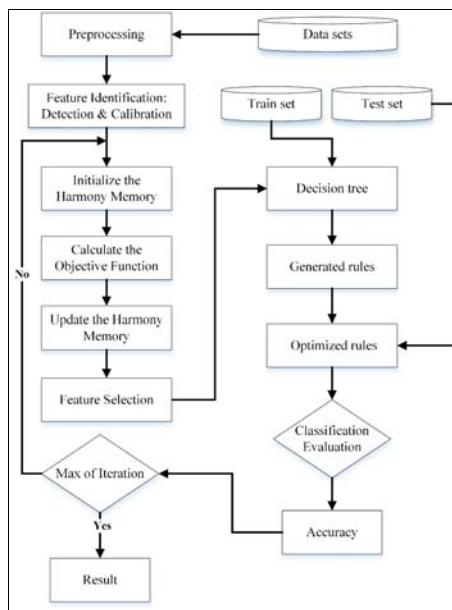 Preprocessing
Data sets
Feature Identification:
Detection & Calibration
Train set
Test set
Initialize the
Harmony Memory
Decision tree
Calculate the
Objective Function
Generated rules
No
Update the Harmony
Memory
Optimized rules
Feature Selection
Classification
Evaluation
Max of Iteration
Yes
Accuracy
Result